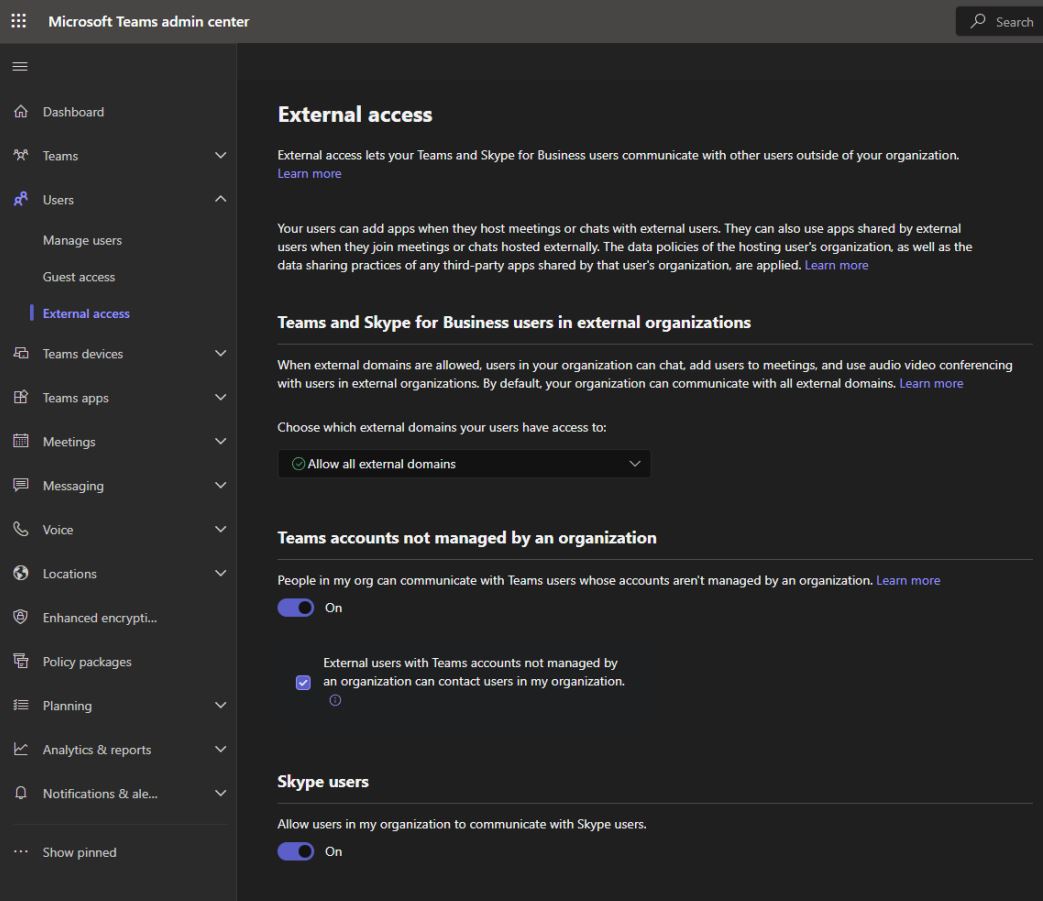 Microsoft Teams admin center
Search
Dashboard
Teams
Users
Manage users
Guest access
External access
Teams devices
Teams apps
Meetings
Messaging
Voice
Locations
Enhanced encrypti...
Policy packages
Planning
Analytics & reports
Notifications & ale...
Show pinned
External access
External access lets your Teams and Skype for Business users communicate with other users outside of your organization.
Learn more
Your users can add apps when they host meetings or chats with external users. They can also use apps shared by external
users when they join meetings or chats hosted externally. The data policies of the hosting user's organization, as well as the
data sharing practices of any third-party apps shared by that user's organization, are applied. Learn more
Teams and Skype for Business users in external organizations
When external domains are allowed, users in your organization can chat, add users to meetings, and use audio video conferencing
with users in external organizations. By default, your organization can communicate with all external domains. Learn more
Choose which external domains your users have access to:
Allow all external domains
Teams accounts not managed by an organization
People in my org can communicate with Teams users whose accounts aren't managed by an organization. Learn more
On
External users with Teams accounts not managed by
an organization can contact users in my organization.
Skype users
Allow users in my organization to communicate with Skype users.
On